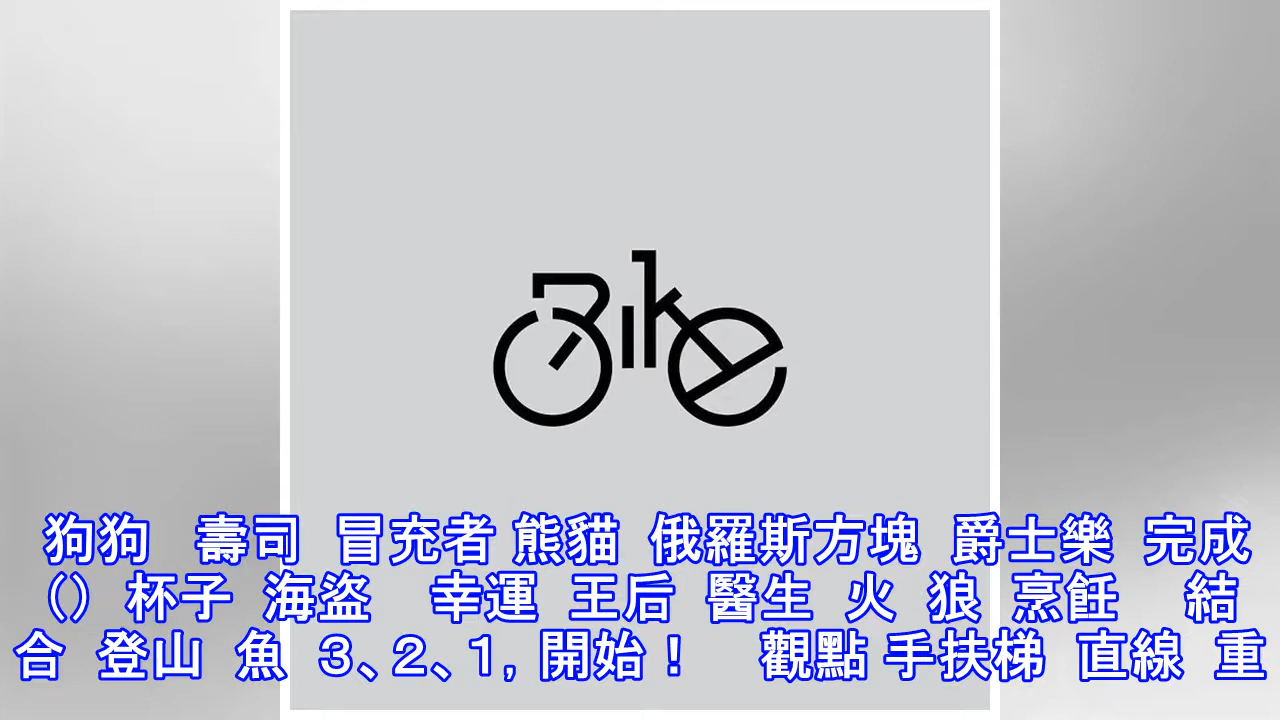 Bike
狗狗 壽司 冒充者 熊貓 俄羅斯方塊 爵士樂 完成
() 杯子 海盜 幸運 王后 醫生 火 狼 烹飪 結
合 登山 魚 3、2、1, 開始！ 觀點 手扶梯 直線 重